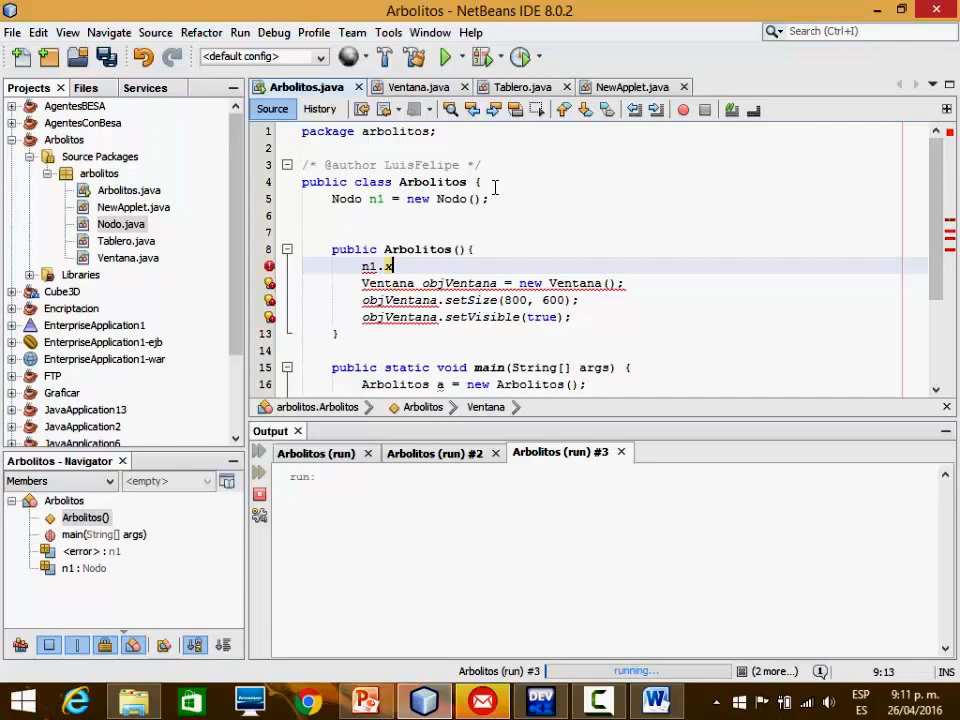 Arbolitos - NetBeans IDE 8.0.2
File Edit View Navigate Source Refactor Run Debug Profile Team Tools Window Help
Search (Ctrl+I)
<default config>
Projects Files Services
AgentesBESA
AgentesConBesa
Arbolitos
Source Packages
arbolitos
Arbolitos.java
NewApplet.java
Nodo.java
Tablero.java
Ventana.java
Libraries
Cube3D
Encriptacion
EnterpriseApplication1
EnterpriseApplication1-ejb
EnterpriseApplication1-war
FTP
Graficar
JavaApplication13
JavaApplication2
JavaApplication6
Arbolitos.java Ventana.java Tablero.java NewApplet.java
Source History
1 package arbolitos;
2
3 /* @author LuisFelipe */
4 public class Arbolitos {
5 Nodo n1 = new Nodo();
6
7
8 public Arbolitos(){
n1.x
Ventana objVentana = new Ventana();
objVentana.setSize(800, 600);
objVentana.setVisible(true);
13 }
14
15 public static void main(String[] args) {
16 Arbolitos a = new Arbolitos();
arbolitos.Arbolitos Arbolitos Ventana
Output
Arbolitos (run) Arbolitos (run) #2 Arbolitos (run) #3
run:
Arbolitos - Navigator
Members <empty>
Arbolitos
Arbolitos()
main(String[] args)
<error> : n1
n1 : Nodo
Arbolitos (run) #3 running... (2 more...) 9:13 INS
DEV
ESP
ES
9:11 p. m.
26/04/2016